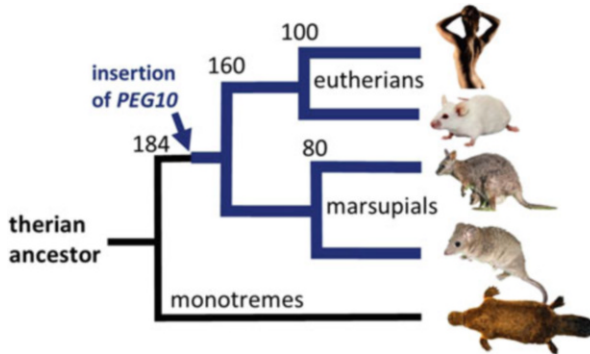 100
160
eutherians
insertion
of PEG10
184
80
marsupials
therian
ancestor
monotremes